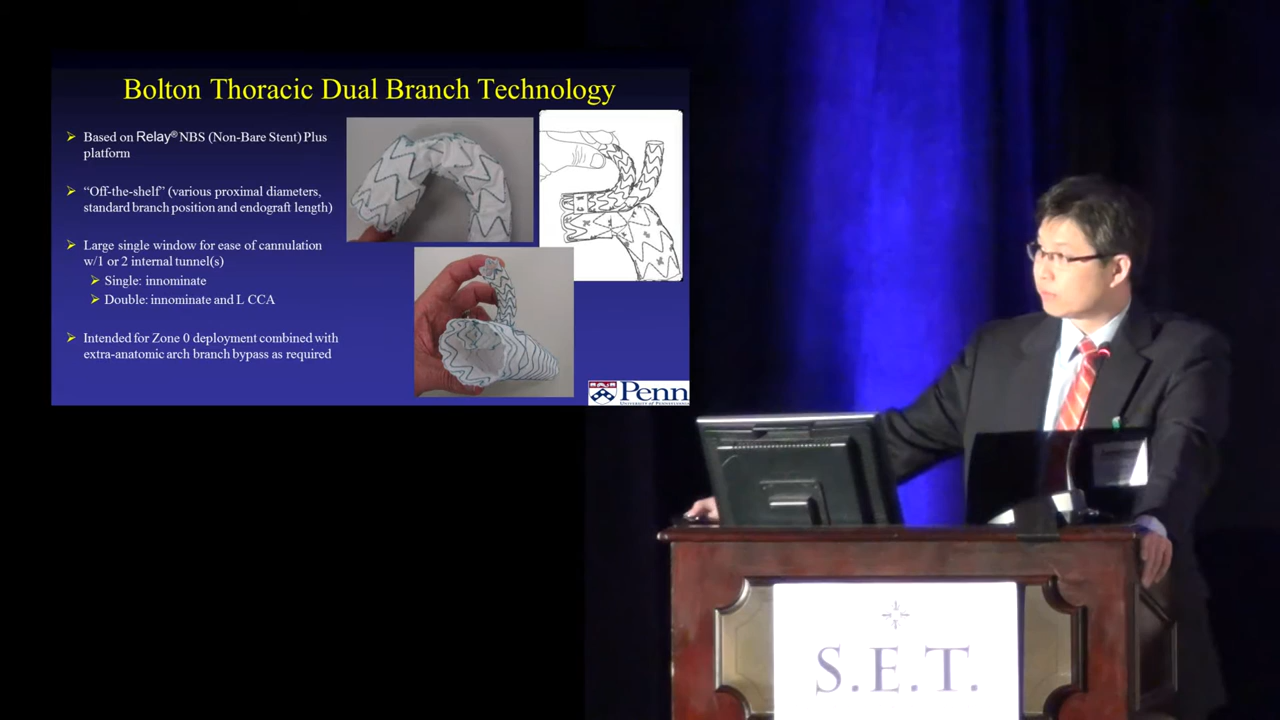 Bolton Thoracic Dual Branch Technology
Based on Relay® NBS (Non-Bare Stent) Plus
platform
“Off-the-shelf” (various proximal diameters,
standard branch position and endograft length)
Large single window for ease of cannulation
w/1 or 2 internal tunnel(s)
Single: innominate
Double: innominate and L CCA
Intended for Zone 0 deployment combined with
extra-anatomic arch branch bypass as required
Penn
UNIVERSITY OF PENNSYLVANIA
S.E.T.